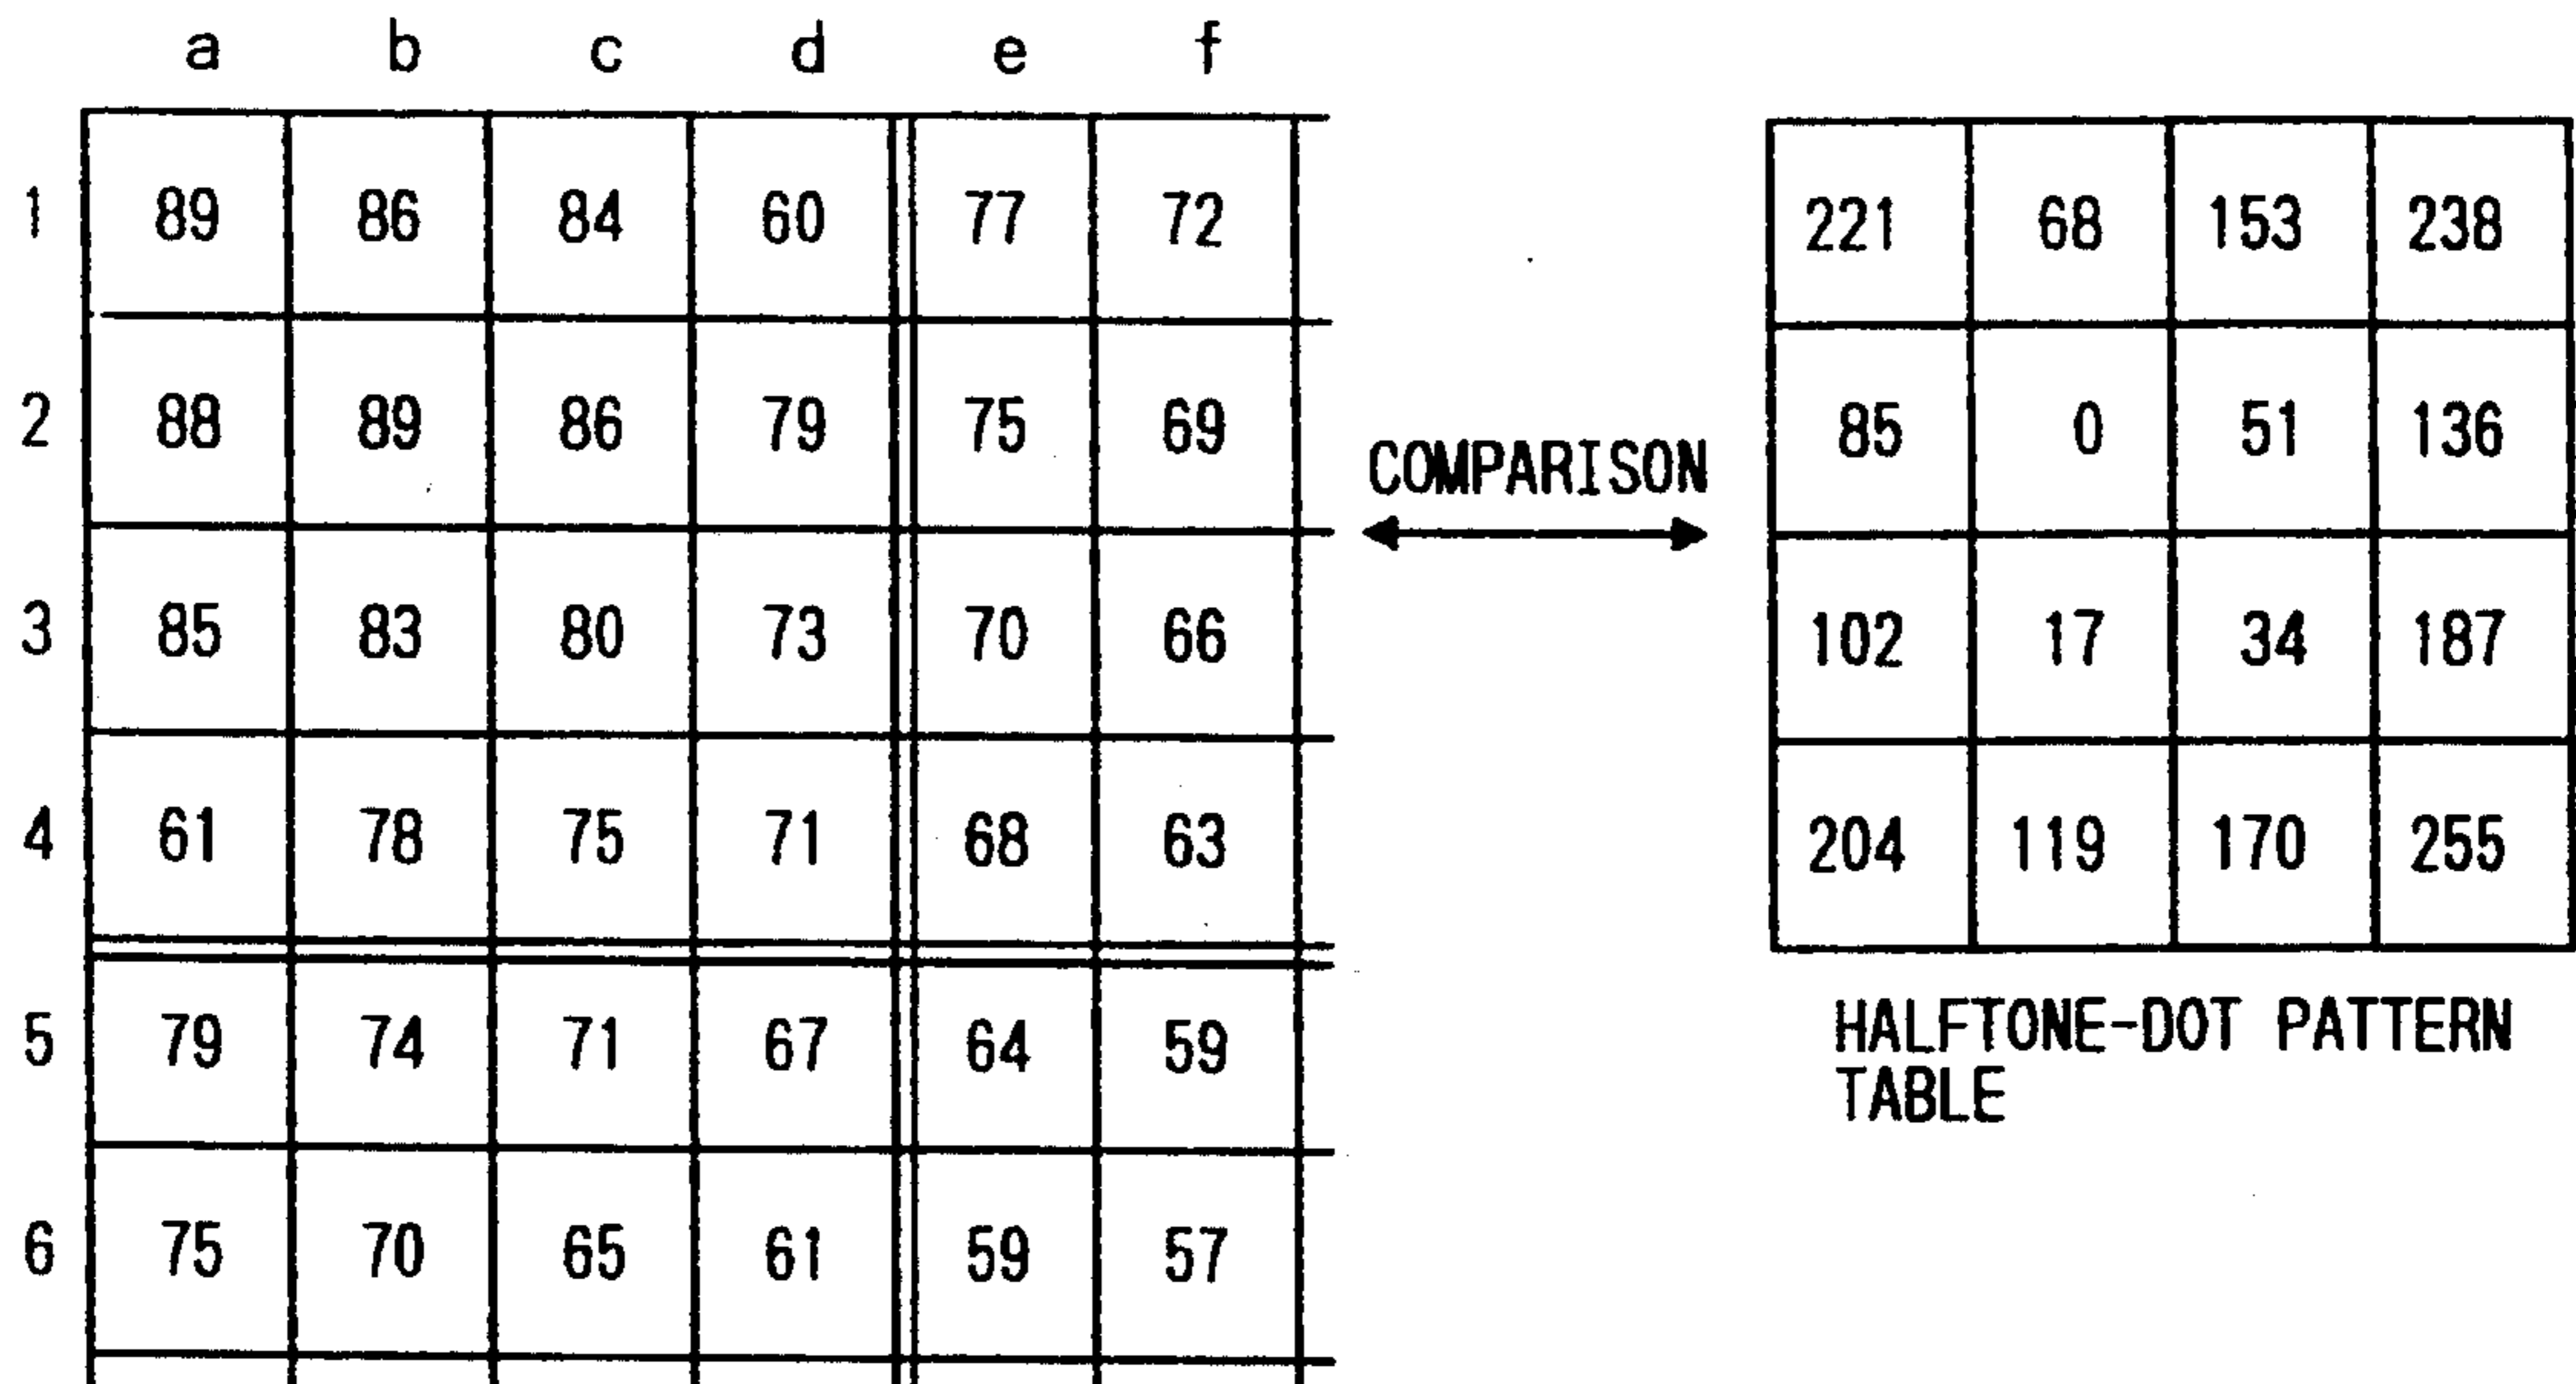 a b c d e f
1 89 86 84 60 77 72
2 88 89 86 79 75 69
3 85 83 80 73 70 66
4 61 78 75 71 68 63
5 79 74 71 67 64 59
6 75 70 65 61 59 57
COMPARISON
221 68 153 238
85 0 51 136
102 17 34 187
204 119 170 255
HALFTONE-DOT PATTERN
TABLE